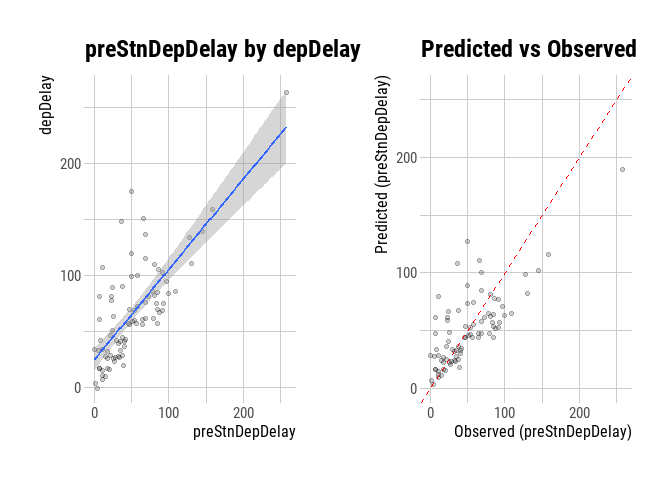 preStnDepDelay by depDelay
depDelay
200
100
0
0
100
200
preStnDepDelay
Predicted vs Observed
Predicted (preStnDepDelay)
200
100
0
0
100
200
Observed (preStnDepDelay)